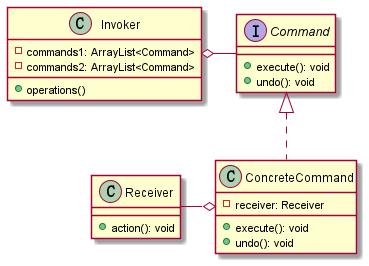 C Invoker
commands1: ArrayList<Command>
commands2: ArrayList<Command>
operations()
I Command
execute(): void
undo(): void
C ConcreteCommand
receiver: Receiver
execute(): void
undo(): void
C Receiver
action(): void